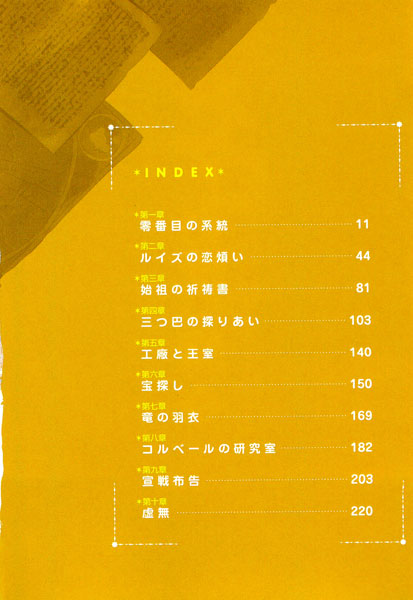 *INDEX*
*第一章
零番目の系統 11
*第二章
ルイズの恋煩い 44
*第三章
始祖の祈祷書 81
*第四章
三つ巴の探りあい 103
*第五章
工廠と王室 140
*第六章
宝探し 150
*第七章
竜の羽衣 169
*第八章
コルベールの研究室 182
*第九章
宣戦布告 203
*第十章
虚無 220